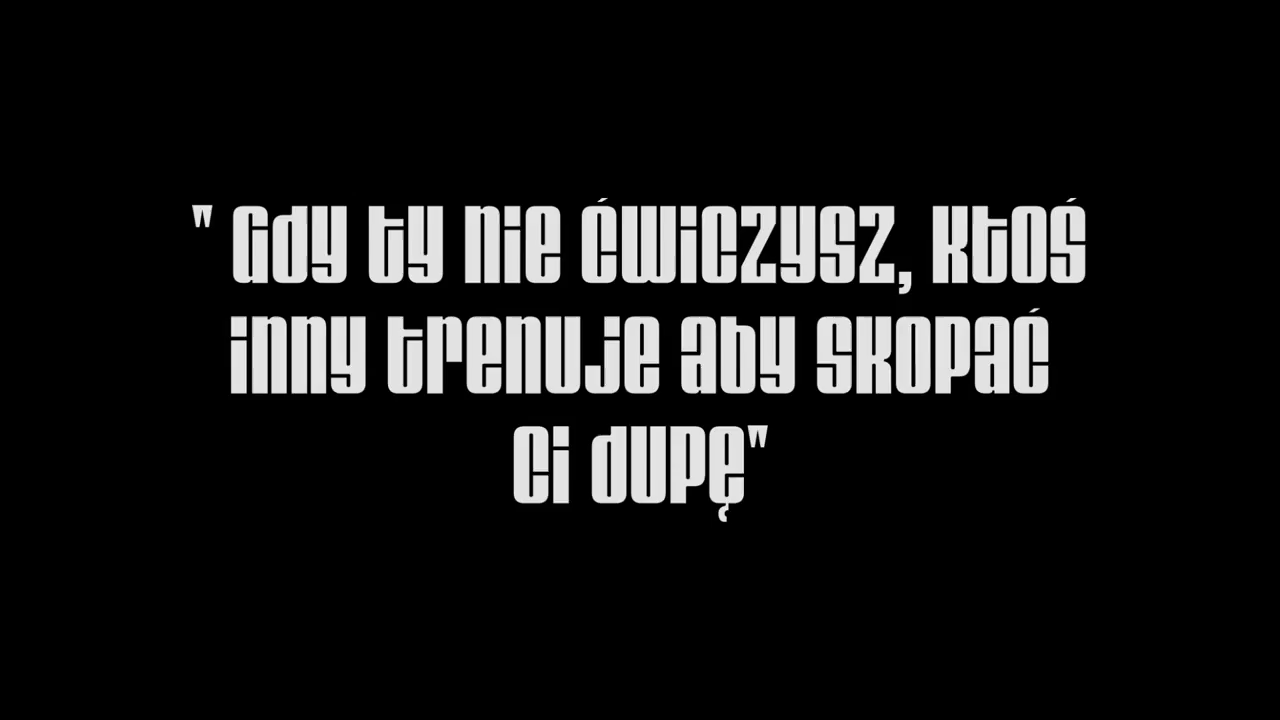 " Gdy ty nie ćwiczysz, ktoś
inny trenuje aby skopać
Ci dupę"